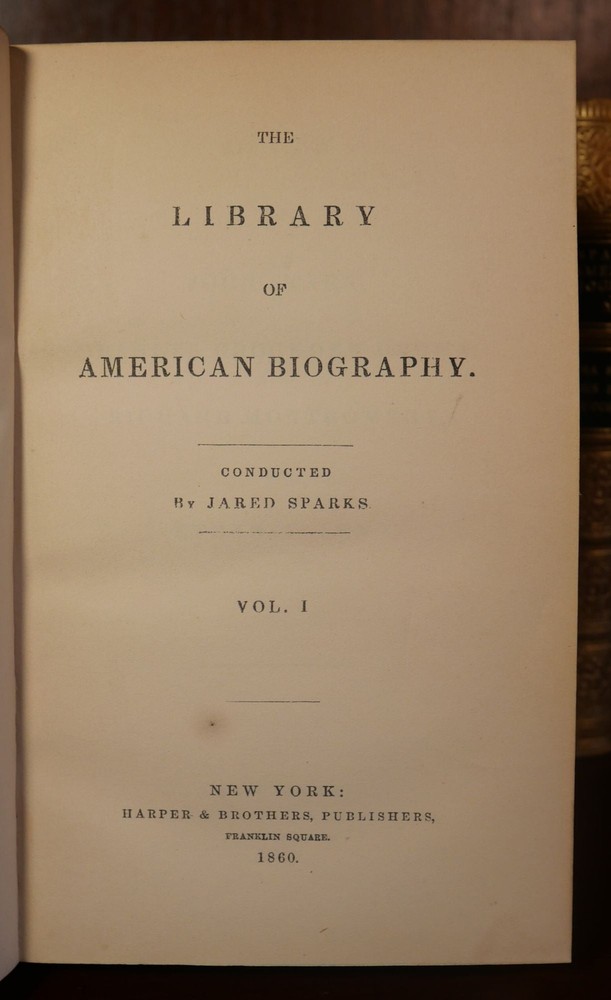 THE
LIBRARY
OF
AMERICAN BIOGRAPHY.
CONDUCTED
By JARED SPARKS
VOL. I
NEW YORK:
HARPER & BROTHERS, PUBLISHERS,
FRANKLIN SQUARE.
1860.